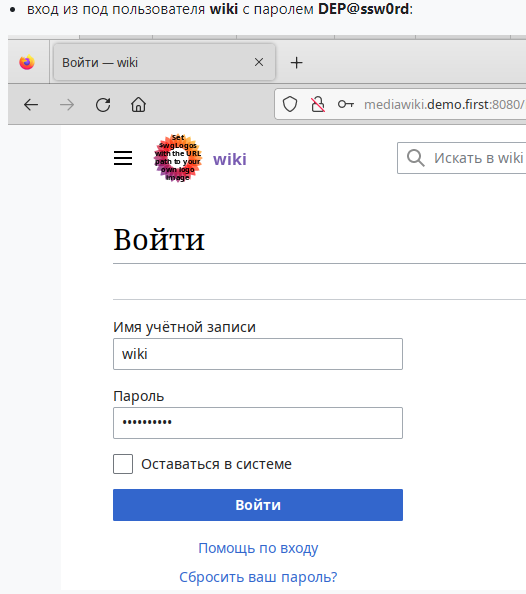 вход из под пользователя wiki с паролем DEP@ssw0rd:
Войти — wiki
mediawiki.demo.first:8080/
Set
$wgLogos
with the URL
path to your
own logo
image
wiki
Искать в wiki
Войти
Имя учётной записи
wiki
Пароль
••••••••••
Оставаться в системе
Войти
Помощь по входу
Сбросить ваш пароль?